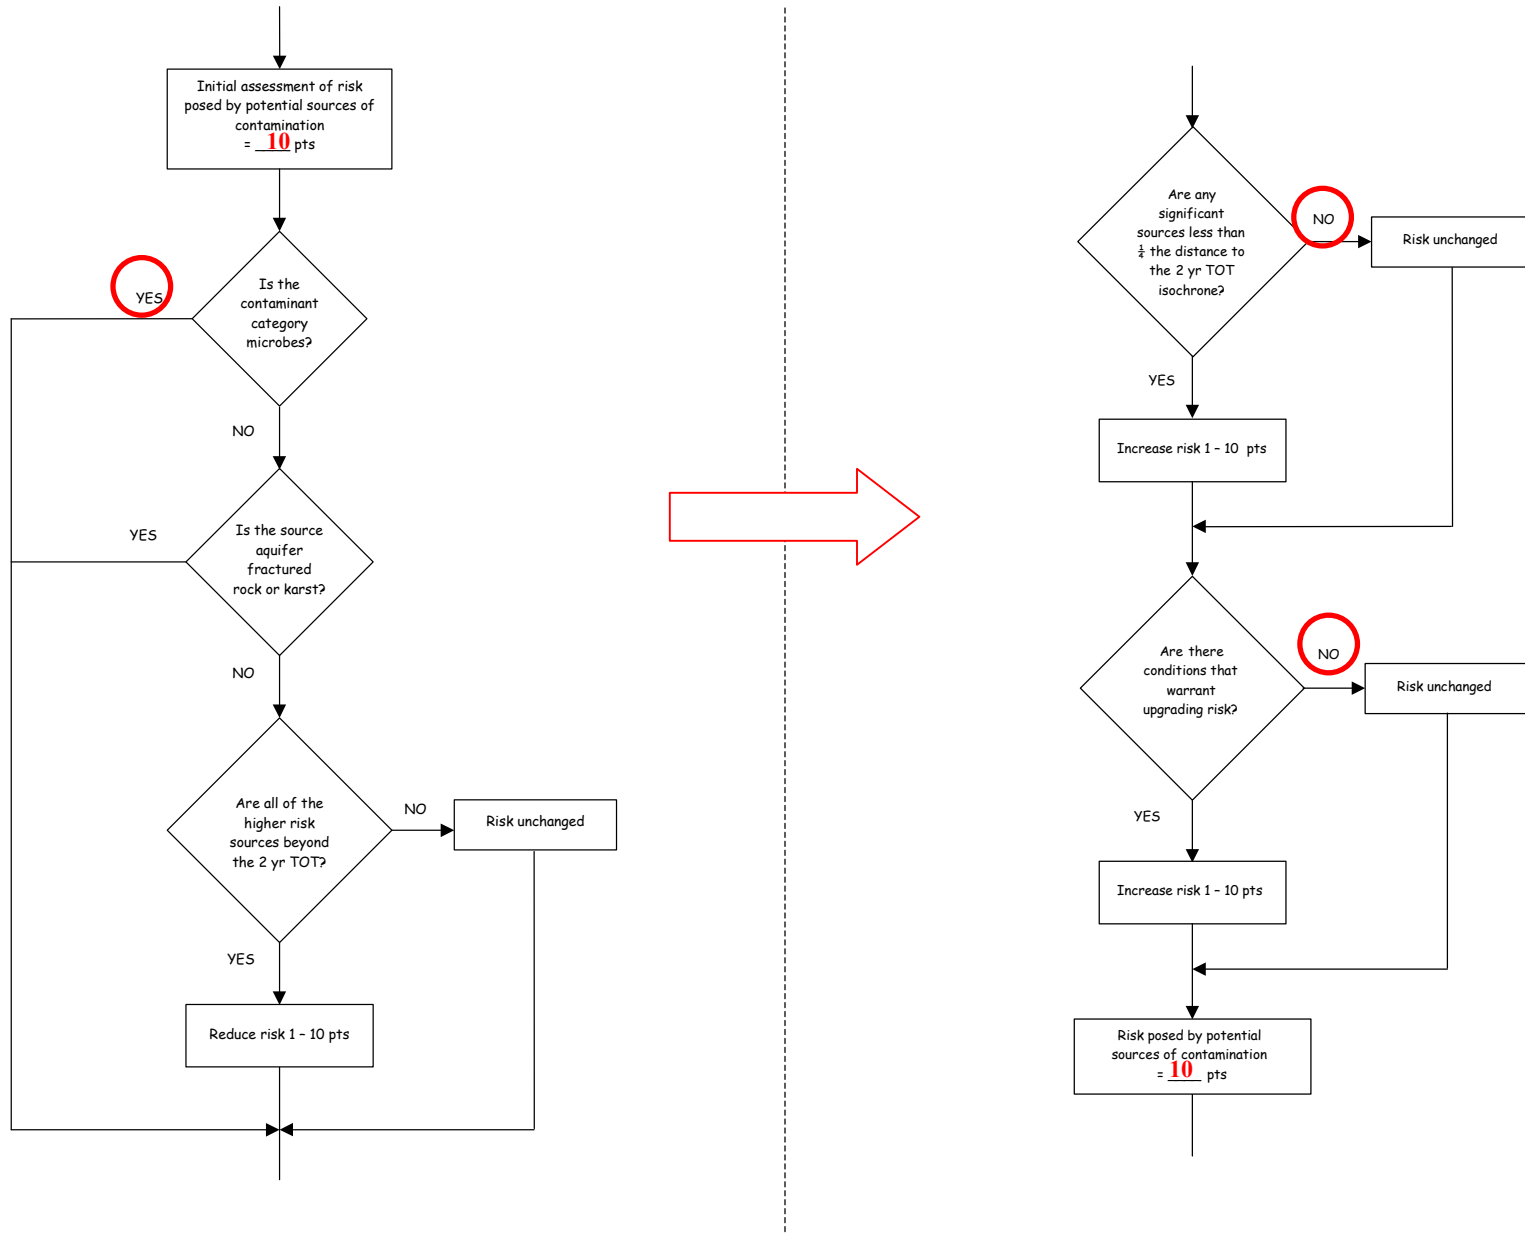 Initial assessment of risk
posed by potential sources of
contamination
= 10 pts
YES
Is the
contaminant
category
microbes?
NO
YES
Is the source
aquifer
fractured
rock or karst?
NO
Are all of the
higher risk
sources beyond
the 2 yr TOT?
NO
Risk unchanged
YES
Reduce risk 1 – 10 pts
Are any
significant
sources less than
¼ the distance to
the 2 yr TOT
isochrone?
NO
Risk unchanged
YES
Increase risk 1 – 10 pts
Are there
conditions that
warrant
upgrading risk?
NO
Risk unchanged
YES
Increase risk 1 – 10 pts
Risk posed by potential
sources of contamination
= 10 pts